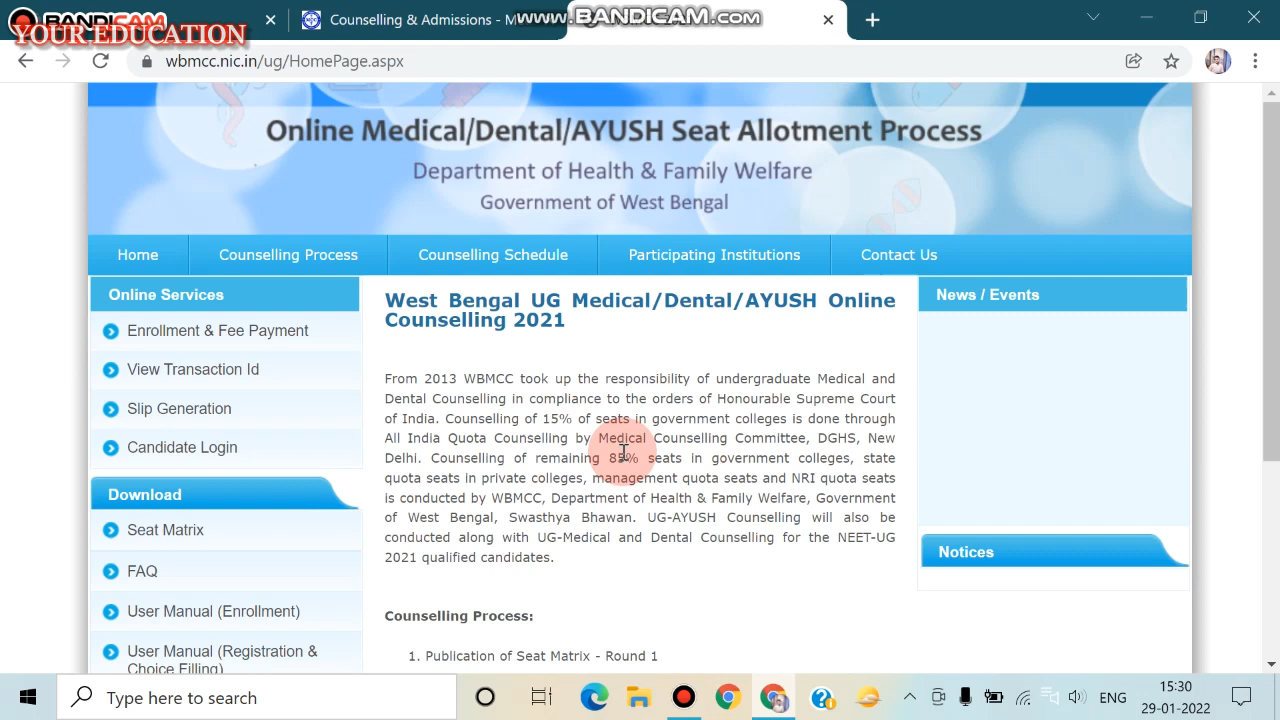 BANDICAM
YOUR EDUCATION
Counselling & Admissions - M
www.BANDICAM.com
wbmcc.nic.in/ug/HomePage.aspx
Online Medical/Dental/AYUSH Seat Allotment Process
Department of Health & Family Welfare
Government of West Bengal
Home
Counselling Process
Counselling Schedule
Participating Institutions
Contact Us
Online Services
Enrollment & Fee Payment
View Transaction Id
Slip Generation
Candidate Login
Download
Seat Matrix
FAQ
User Manual (Enrollment)
User Manual (Registration &
Choice Filling)
West Bengal UG Medical/Dental/AYUSH Online
Counselling 2021
From 2013 WBMCC took up the responsibility of undergraduate Medical and
Dental Counselling in compliance to the orders of Honourable Supreme Court
of India. Counselling of 15% of seats in government colleges is done through
All India Quota Counselling by Medical Counselling Committee, DGHS, New
Delhi. Counselling of remaining 85% seats in government colleges, state
quota seats in private colleges, management quota seats and NRI quota seats
is conducted by WBMCC, Department of Health & Family Welfare, Government
of West Bengal, Swasthya Bhawan. UG-AYUSH Counselling will also be
conducted along with UG-Medical and Dental Counselling for the NEET-UG
2021 qualified candidates.
Counselling Process:
1. Publication of Seat Matrix - Round 1
News / Events
Notices
Type here to search
ENG
15:30
29-01-2022